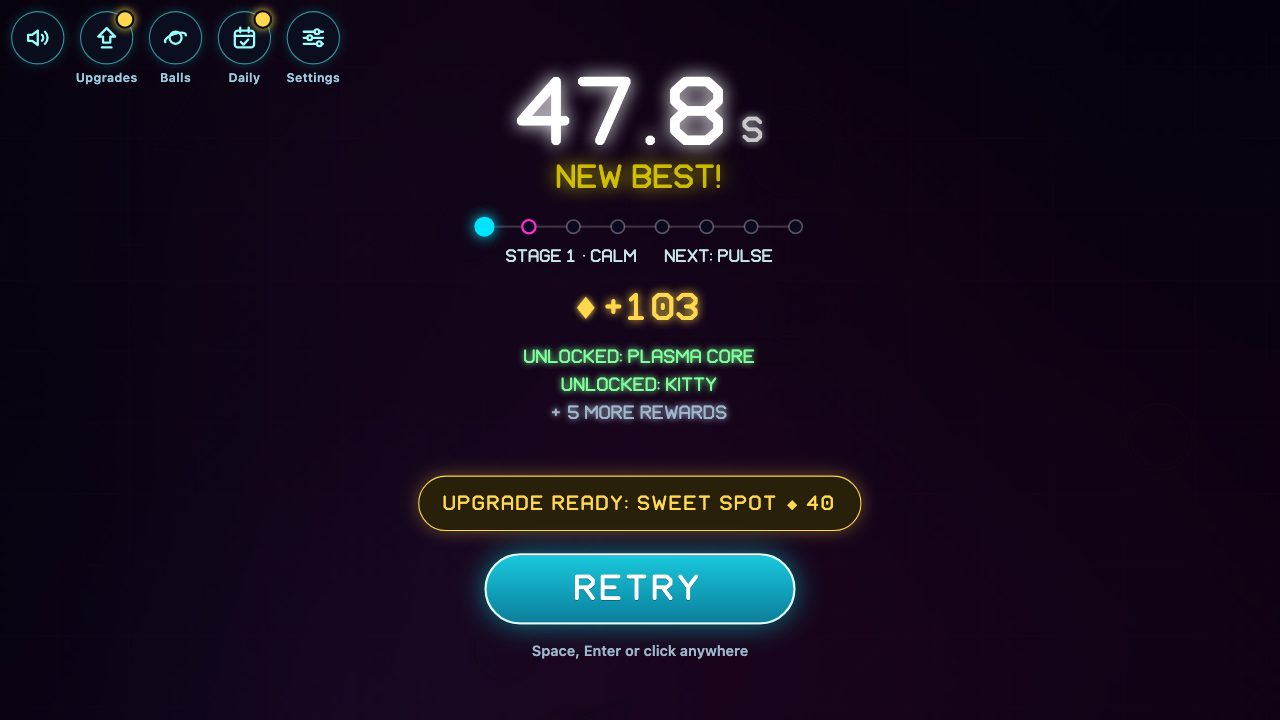 Upgrades
Balls
Daily
Settings
47.8 s
NEW BEST!
STAGE 1 · CALM NEXT: PULSE
♦ +103
UNLOCKED: PLASMA CORE
UNLOCKED: KITTY
+ 5 MORE REWARDS
UPGRADE READY: SWEET SPOT ♦ 40
RETRY
Space, Enter or click anywhere